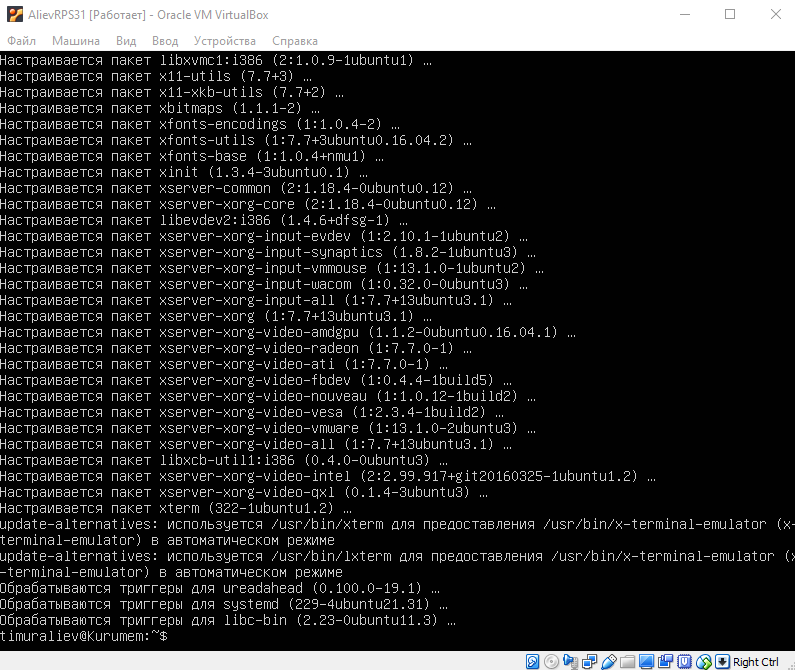 AlievRPS31 [Работает] - Oracle VM VirtualBox
Файл Машина Вид Ввод Устройства Справка
Настраивается пакет libxvmc1:i386 (2:1.0.9-1ubuntu1) …
Настраивается пакет x11-utils (7.7+3) …
Настраивается пакет x11-xkb-utils (7.7+2) …
Настраивается пакет xbitmaps (1.1.1-2) …
Настраивается пакет xfonts-encodings (1:1.0.4-2) …
Настраивается пакет xfonts-utils (1:7.7+3ubuntu0.16.04.2) …
Настраивается пакет xfonts-base (1:1.0.4+nmu1) …
Настраивается пакет xinit (1.3.4-3ubuntu0.1) …
Настраивается пакет xserver-common (2:1.18.4-0ubuntu0.12) …
Настраивается пакет xserver-xorg-core (2:1.18.4-0ubuntu0.12) …
Настраивается пакет libevdev2:i386 (1.4.6+dfsg-1) …
Настраивается пакет xserver-xorg-input-evdev (1:2.10.1-1ubuntu2) …
Настраивается пакет xserver-xorg-input-synaptics (1.8.2-1ubuntu3) …
Настраивается пакет xserver-xorg-input-vmmouse (1:13.1.0-1ubuntu2) …
Настраивается пакет xserver-xorg-input-wacom (1:0.32.0-0ubuntu3) …
Настраивается пакет xserver-xorg-input-all (1:7.7+13ubuntu3.1) …
Настраивается пакет xserver-xorg (1:7.7+13ubuntu3.1) …
Настраивается пакет xserver-xorg-video-amdgpu (1.1.2-0ubuntu0.16.04.1) …
Настраивается пакет xserver-xorg-video-radeon (1:7.7.0-1) …
Настраивается пакет xserver-xorg-video-ati (1:7.7.0-1) …
Настраивается пакет xserver-xorg-video-fbdev (1:0.4.4-1build5) …
Настраивается пакет xserver-xorg-video-nouveau (1:1.0.12-1build2) …
Настраивается пакет xserver-xorg-video-vesa (1:2.3.4-1build2) …
Настраивается пакет xserver-xorg-video-vmware (1:13.1.0-2ubuntu3) …
Настраивается пакет xserver-xorg-video-all (1:7.7+13ubuntu3.1) …
Настраивается пакет libxcb-util1:i386 (0.4.0-0ubuntu3) …
Настраивается пакет xserver-xorg-video-intel (2:2.99.917+git20160325-1ubuntu1.2) …
Настраивается пакет xserver-xorg-video-qxl (0.1.4-3ubuntu3) …
Настраивается пакет xterm (322-1ubuntu1.2) …
update-alternatives: используется /usr/bin/xterm для предоставления /usr/bin/x-terminal-emulator (x-
terminal-emulator) в автоматическом режиме
update-alternatives: используется /usr/bin/lxterm для предоставления /usr/bin/x-terminal-emulator (x
-terminal-emulator) в автоматическом режиме
Обрабатываются триггеры для ureadahead (0.100.0-19.1) …
Обрабатываются триггеры для systemd (229-4ubuntu21.31) …
Обрабатываются триггеры для libc-bin (2.23-0ubuntu11.3) …
timuraliev@Kurumem:~$
Right Ctrl